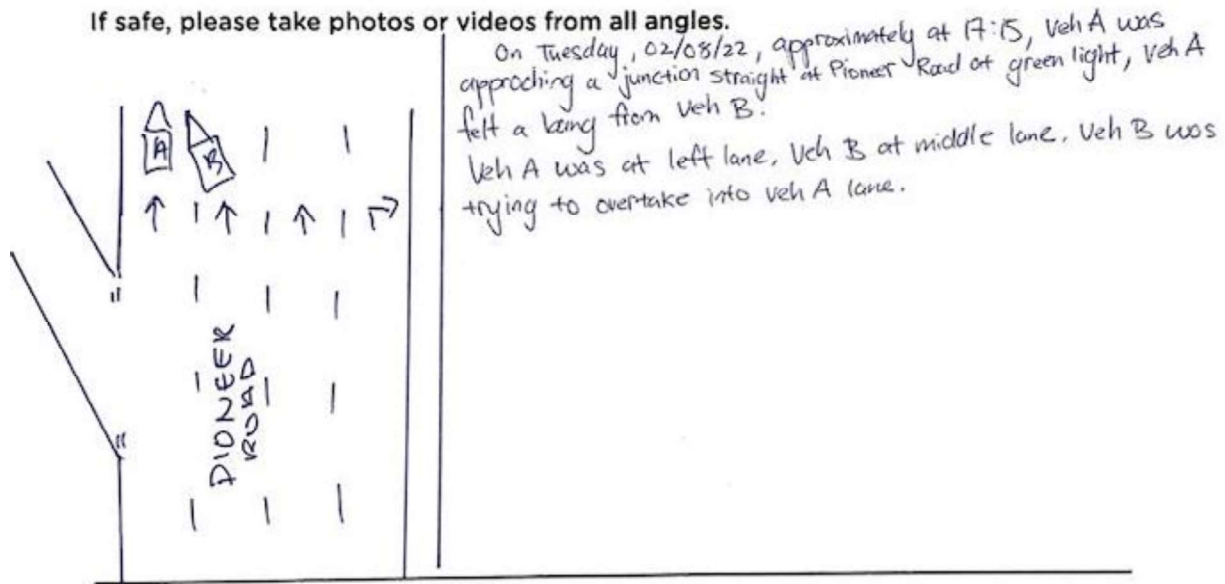 If safe, please take photos or videos from all angles.
On Tuesday, 02/08/22, approximately at 17:15, Veh A was
approching a junction straight at Pioneer Road at green light, Veh A
felt a bang from Veh B.
Veh A was at left lane. Veh B at middle lane. Veh B was
trying to overtake into veh A lane.
A
B
PIONEER
ROAD